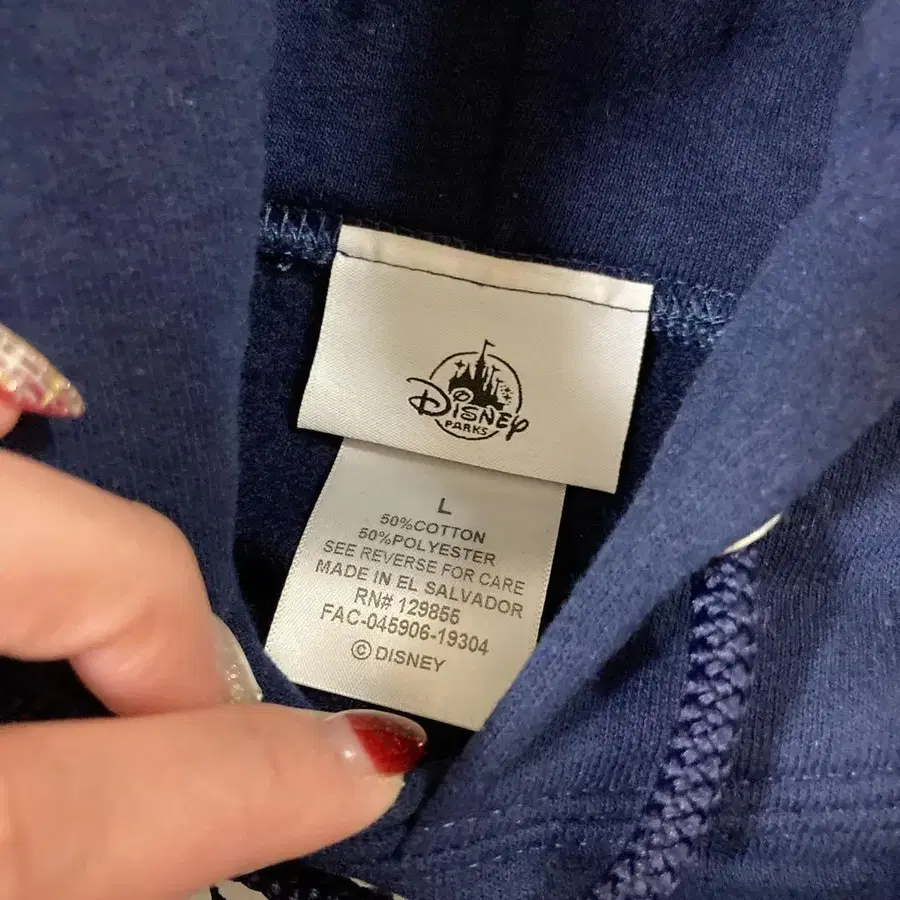 Disney
PARKS
L
50%COTTON
50%POLYESTER
SEE REVERSE FOR CARE
MADE IN EL SALVADOR
RN# 129855
FAC-045906-19304
© DISNEY